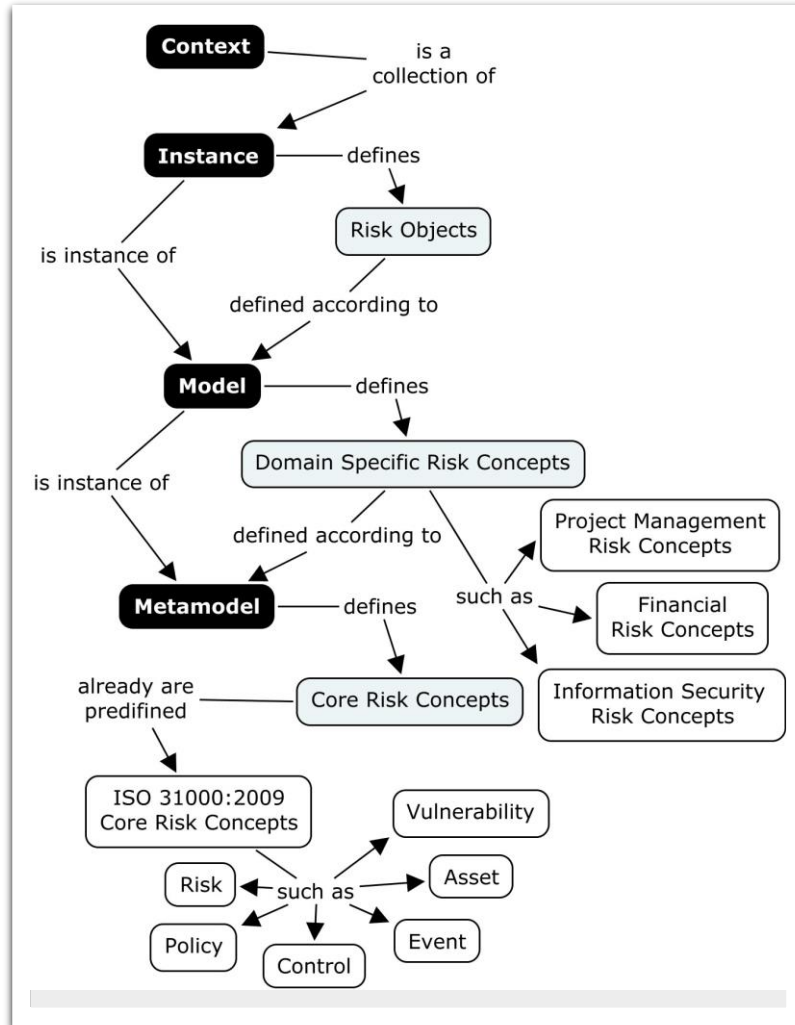 Context
is a
collection of
Instance
defines
Risk Objects
is instance of
defined according to
Model
defines
Domain Specific Risk Concepts
is instance of
Project Management
Risk Concepts
defined according to
such as
Financial
Risk Concepts
Metamodel
defines
Information Security
Risk Concepts
Core Risk Concepts
already are
predifined
ISO 31000:2009
Core Risk Concepts
Vulnerability
Risk
such as
Asset
Policy
Control
Event